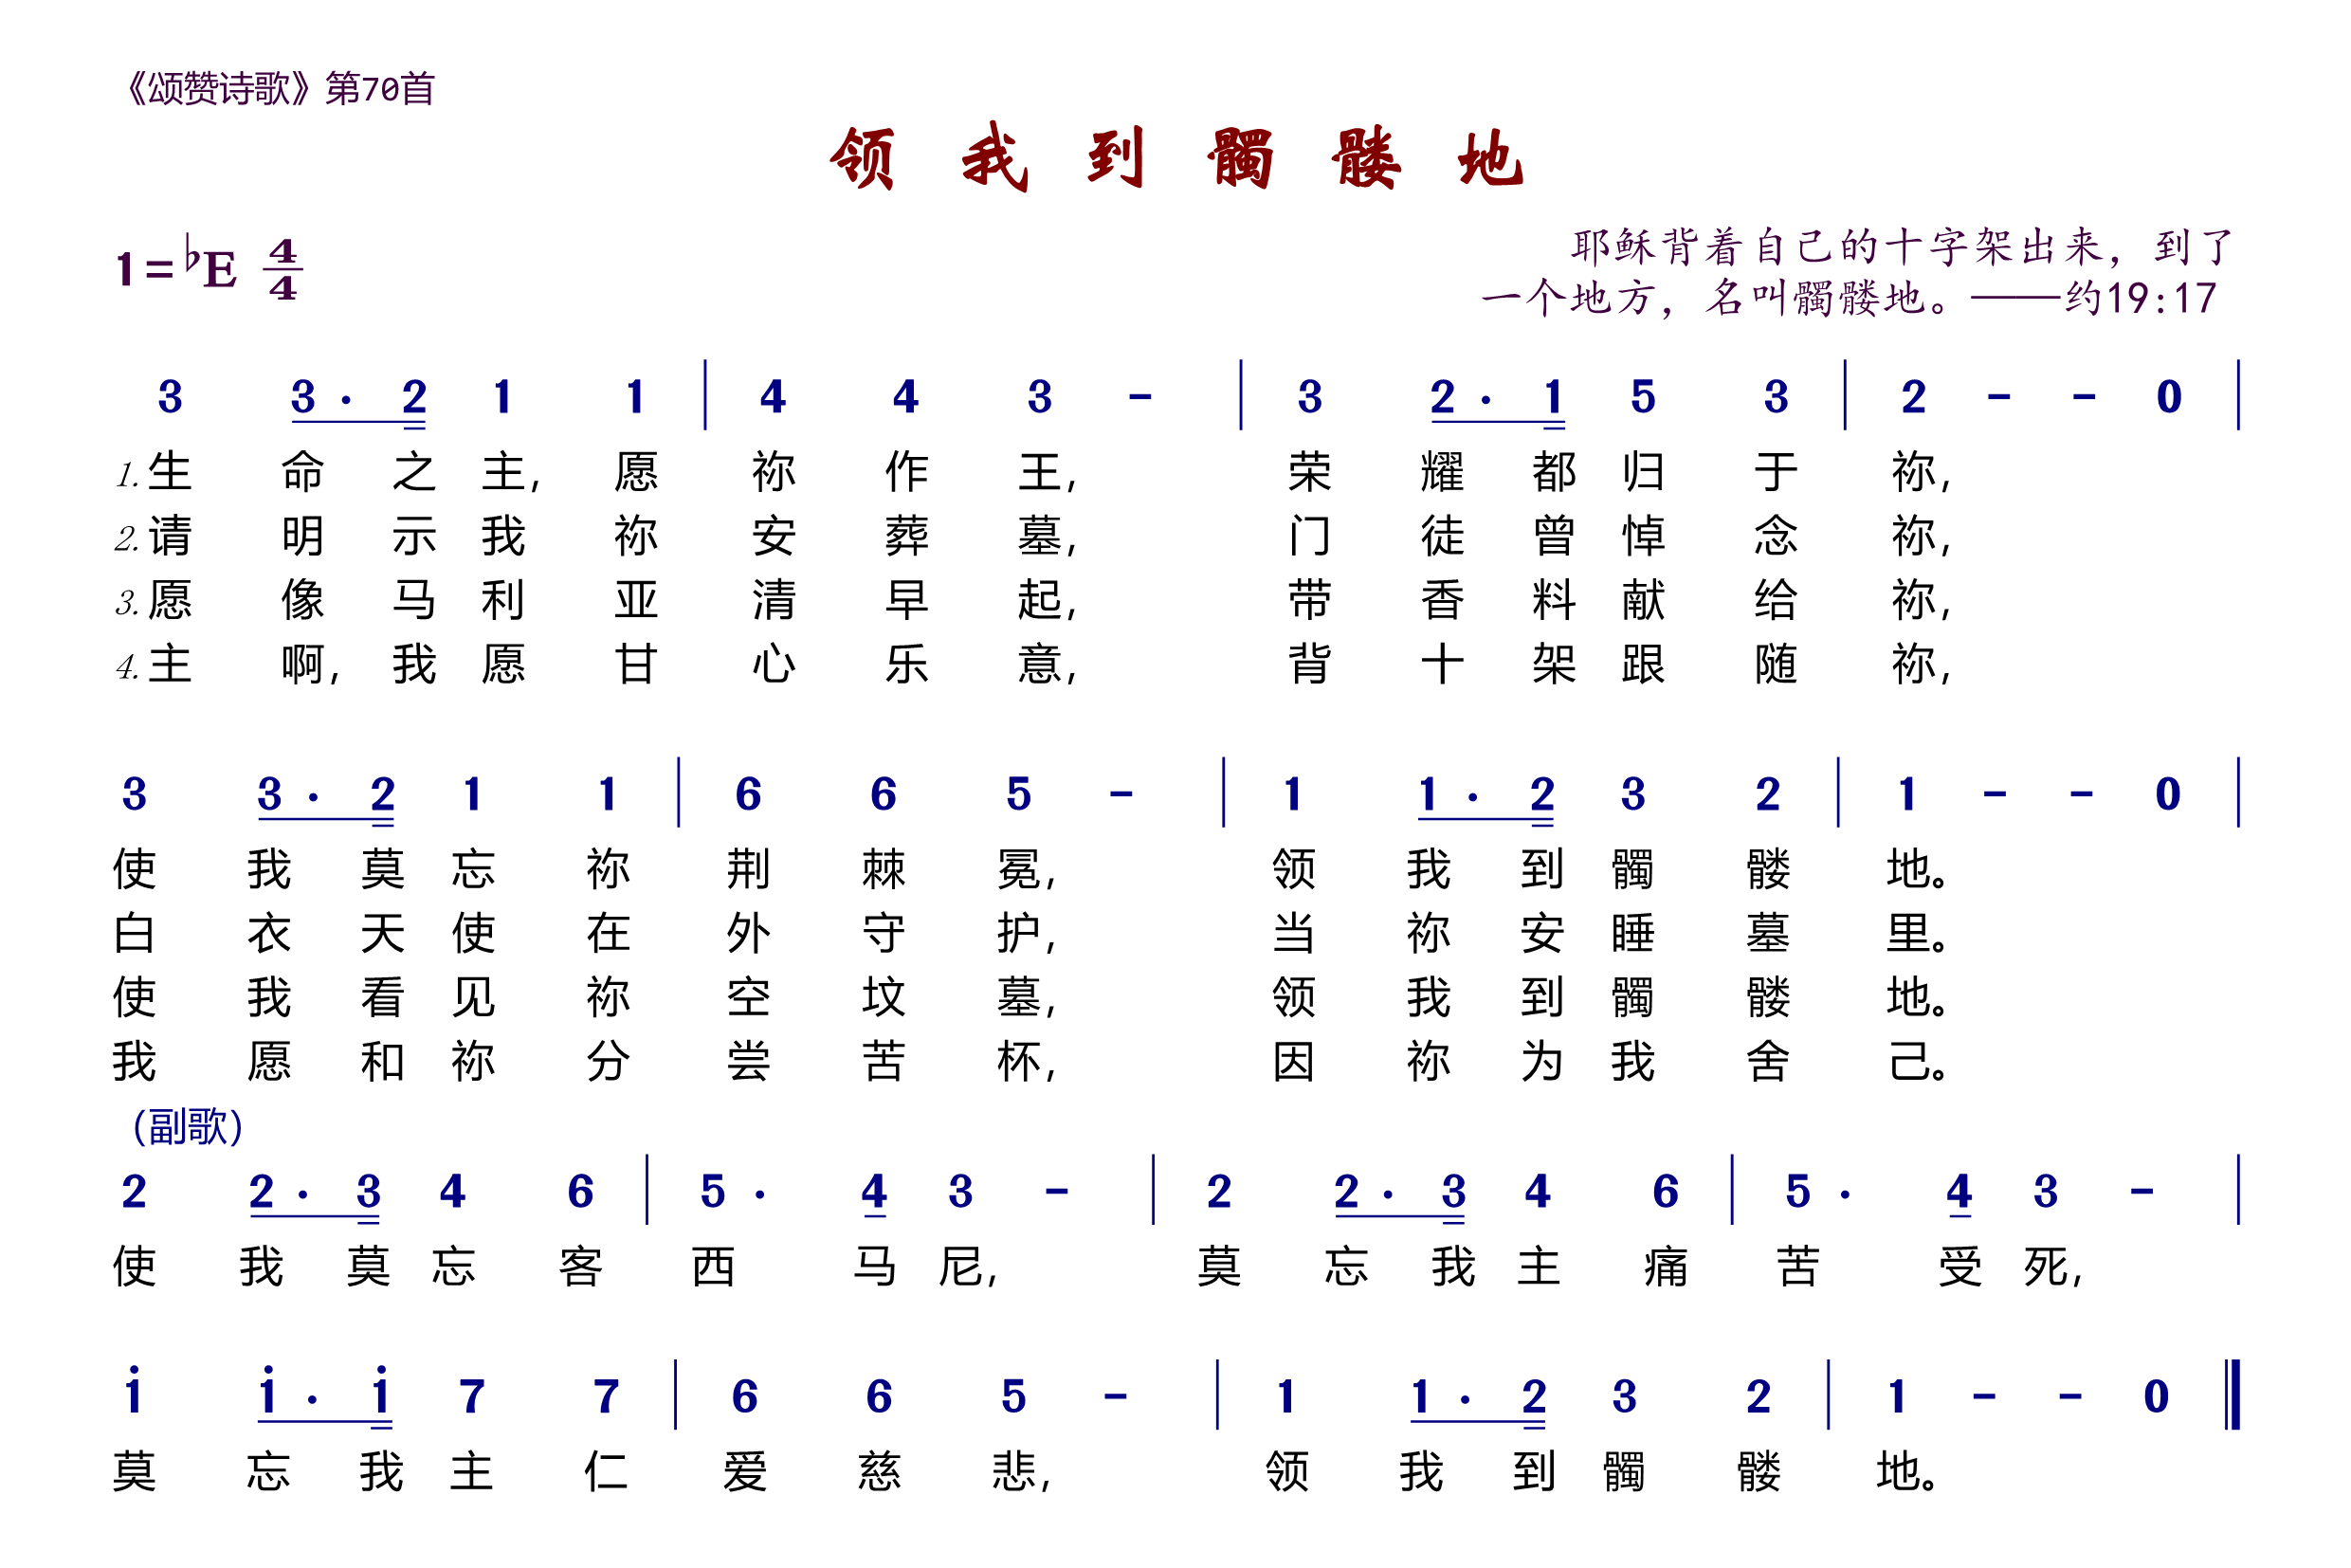 《颂赞诗歌》第70首
领我到髑髅地
1=♭E 4/4
耶稣背着自己的十字架出来，到了
一个地方，名叫髑髅地。——约19:17
3 3 · 2 1 1 | 4 4 3 - | 3 2 · 1 5 3 | 2 - - 0 |
1.生命之主，愿祢作王，荣耀都归于祢，
2.请明示我祢安葬墓，门徒曾悼念祢，
3.愿像马利亚清早起，带香料献给祢，
4.主啊，我愿甘心乐意，背十架跟随祢，
3 3 · 2 1 1 | 6 6 5 - | 1 1 · 2 3 2 | 1 - - 0 |
使我莫忘祢荆棘冕，领我到髑髅地。
白衣天使在外守护，当祢安睡墓里。
使我看见祢空坟墓，领我到髑髅地。
我愿和祢分尝苦杯，因祢为我舍己。
（副歌）
2 2 · 3 4 6 | 5 · 4 3 - | 2 2 · 3 4 6 | 5 · 4 3 - |
使我莫忘客西马尼，莫忘我主痛苦受死，
i i · i 7 7 | 6 6 5 - | 1 1 · 2 3 2 | 1 - - 0 ‖
莫忘我主仁爱慈悲，领我到髑髅地。